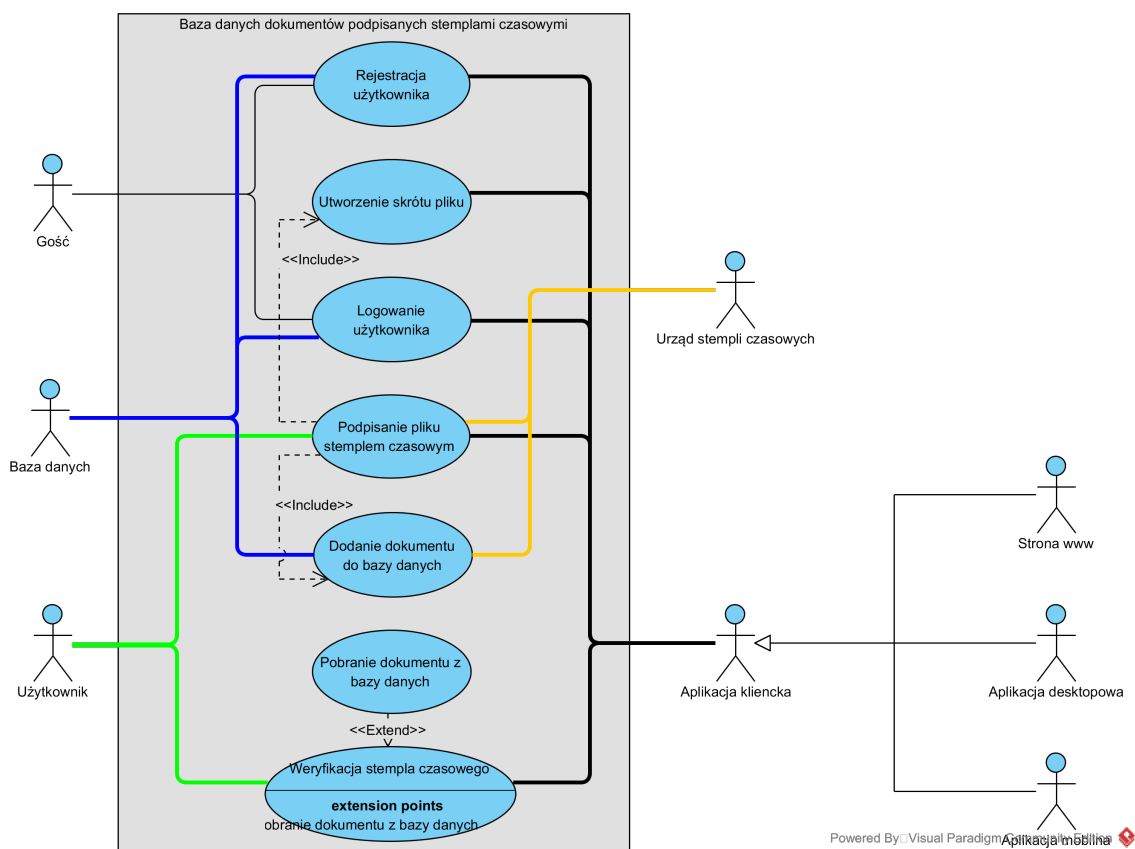 Baza danych dokumentów podpisanych stemplami czasowymi
Rejestracja
użytkownika
Gość
Utworzenie skrótu pliku
<<Include>>
Logowanie
użytkownika
Urząd stempli czasowych
Baza danych
Podpisanie pliku
stemplem czasowym
<<Include>>
Strona www
Dodanie dokumentu
do bazy danych
Użytkownik
Pobranie dokumentu z
bazy danych
Aplikacja kliencka
Aplikacja desktopowa
<<Extend>>
Weryfikacja stempla czasowego
extension points
obranie dokumentu z bazy danych
Aplikacja mobilna
Powered By Visual Paradigm Community Edition